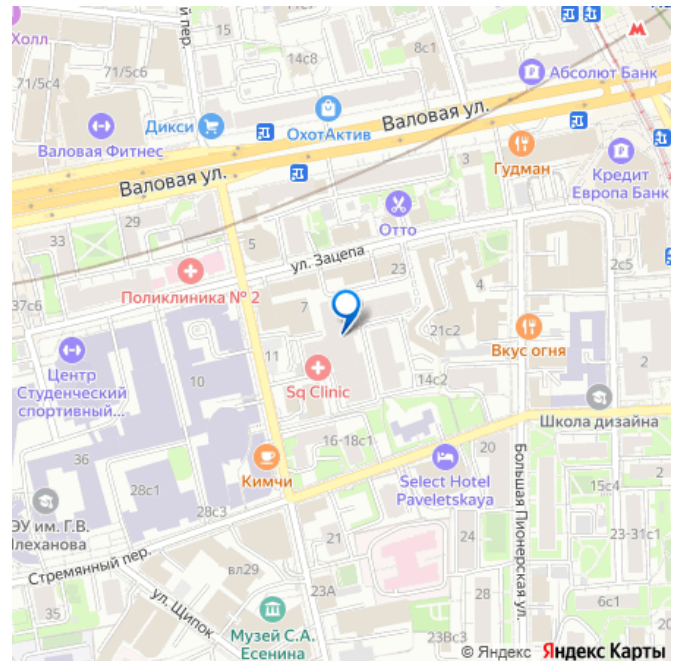 Холл
пер.
8с1
71/5с4
71/5с6
14с8
Абсолют Банк
Дикси
ОхотАктив
Валовая ул.
Валовая Фитнес
Гудман
Кредит
Европа Банк
Валовая ул.
3
Отто
29
33
5
ул. Зацепа
23
2с5
37с6
Поликлиника № 2
7
4
21с2
Вкус огня
11
Sq Clinic
2
Центр
Студенческий
спортивный...
10
14с2
Школа дизайна
36
16-18с1
20
Кимчи
Select Hotel
Paveletskaya
Большая Пионерская ул.
15с4
28с1
ЭУ им. Г.В.
Плеханова
28с3
21
23-31с1
Стремянный пер.
вл29
23А
24
28
6с1
ул. Щипок
35
Музей С.А.
Есенина
23Вс3
© Яндекс Яндекс Карты